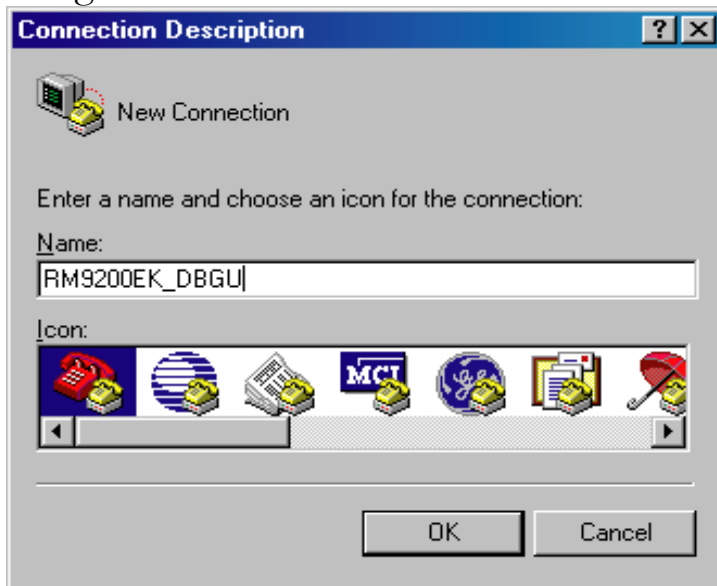 Connection Description
New Connection
Enter a name and choose an icon for the connection:
Name:
RM9200EK_DBGU
Icon:
MCI
OK
Cancel